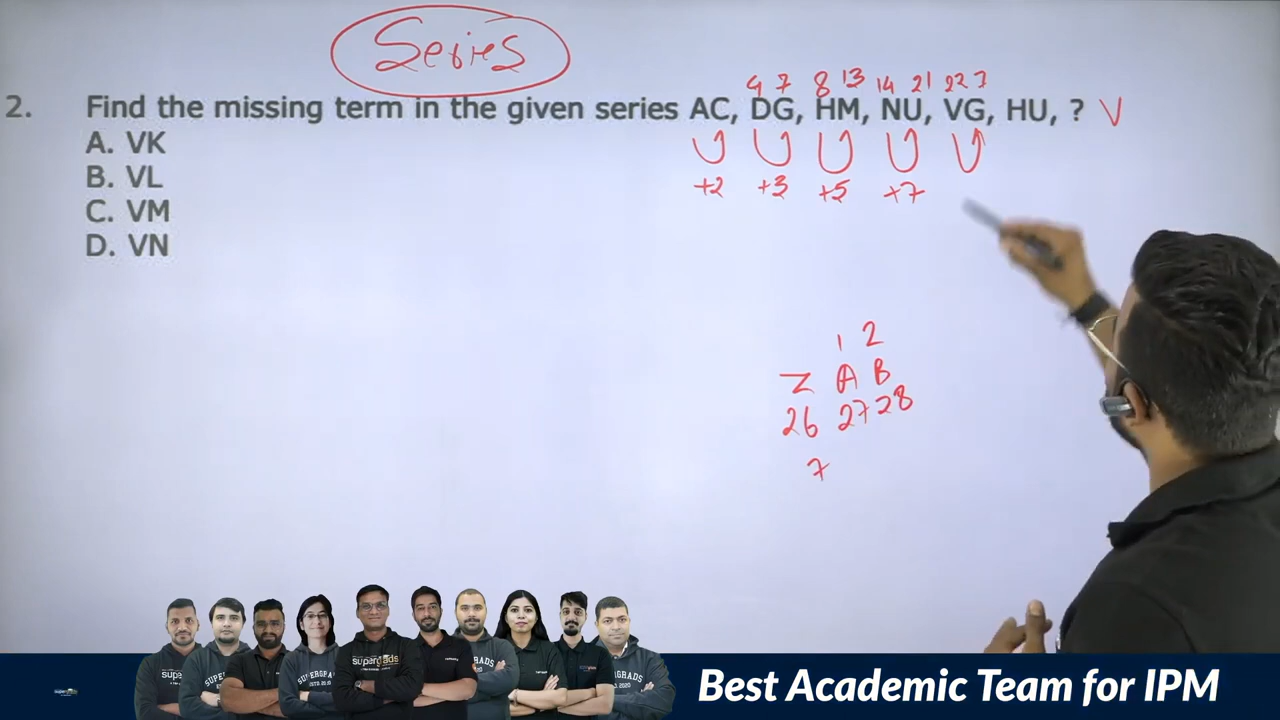 Series
4 7 8 13 14 21 22 7
2. Find the missing term in the given series AC, DG, HM, NU, VG, HU, ? V
A. VK
B. VL
C. VM
D. VN
+2 +3 +5 +7
1 2
Z A B
26 27 28
7
supergrads
SUPERGRADS
Best Academic Team for IPM